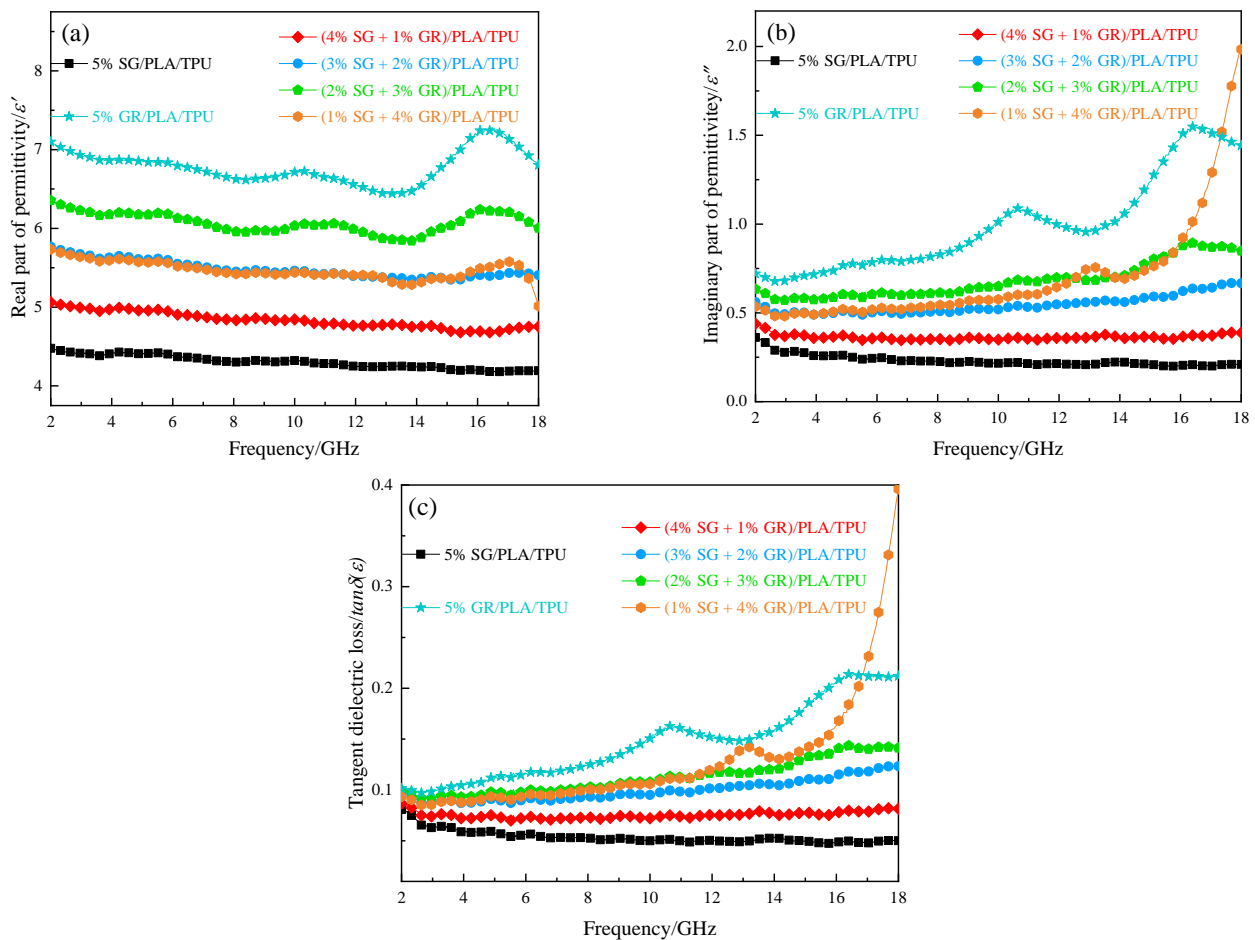 (a)
(4% SG + 1% GR)/PLA/TPU
5% SG/PLA/TPU
(3% SG + 2% GR)/PLA/TPU
(2% SG + 3% GR)/PLA/TPU
5% GR/PLA/TPU
(1% SG + 4% GR)/PLA/TPU
Real part of permittivity/ε′
8
7
6
5
4
2 4 6 8 10 12 14 16 18
Frequency/GHz
(b)
(4% SG + 1% GR)/PLA/TPU
5% SG/PLA/TPU
(3% SG + 2% GR)/PLA/TPU
(2% SG + 3% GR)/PLA/TPU
5% GR/PLA/TPU
(1% SG + 4% GR)/PLA/TPU
Imaginary part of permittivitey/ε″
2.0
1.5
1.0
0.5
0.0
2 4 6 8 10 12 14 16 18
Frequency/GHz
(c)
(4% SG + 1% GR)/PLA/TPU
5% SG/PLA/TPU
(3% SG + 2% GR)/PLA/TPU
(2% SG + 3% GR)/PLA/TPU
5% GR/PLA/TPU
(1% SG + 4% GR)/PLA/TPU
Tangent dielectric loss/tanδ(ε)
0.4
0.3
0.2
0.1
2 4 6 8 10 12 14 16 18
Frequency/GHz